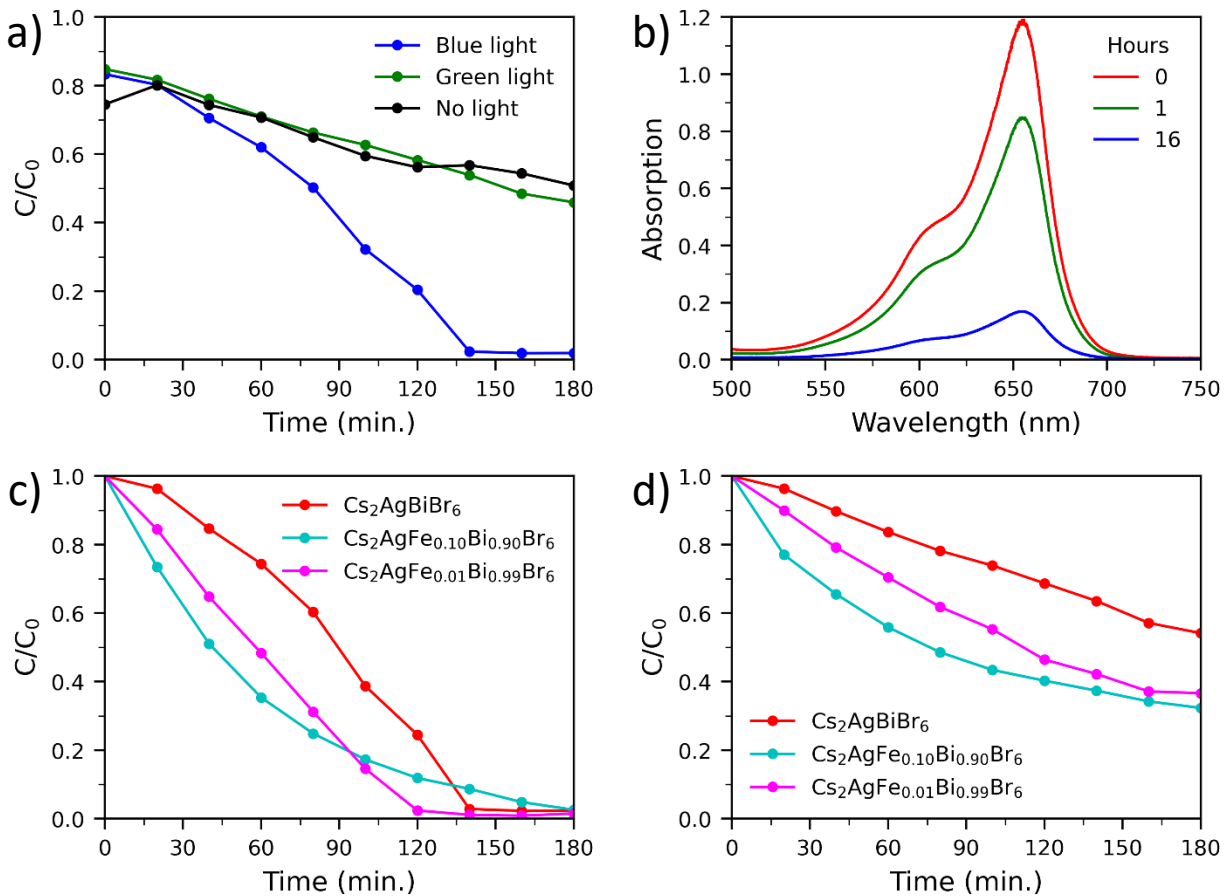 a)
1.0
0.8
0.6
0.4
0.2
0.0
C/C0
Blue light
Green light
No light
0 30 60 90 120 150 180
Time (min.)
b)
1.2
1.0
0.8
0.6
0.4
0.2
0.0
Absorption
Hours
0
1
16
500 550 600 650 700 750
Wavelength (nm)
c)
1.0
0.8
0.6
0.4
0.2
0.0
C/C0
Cs2AgBiBr6
Cs2AgFe0.10Bi0.90Br6
Cs2AgFe0.01Bi0.99Br6
0 30 60 90 120 150 180
Time (min.)
d)
1.0
0.8
0.6
0.4
0.2
0.0
C/C0
Cs2AgBiBr6
Cs2AgFe0.10Bi0.90Br6
Cs2AgFe0.01Bi0.99Br6
0 30 60 90 120 150 180
Time (min.)